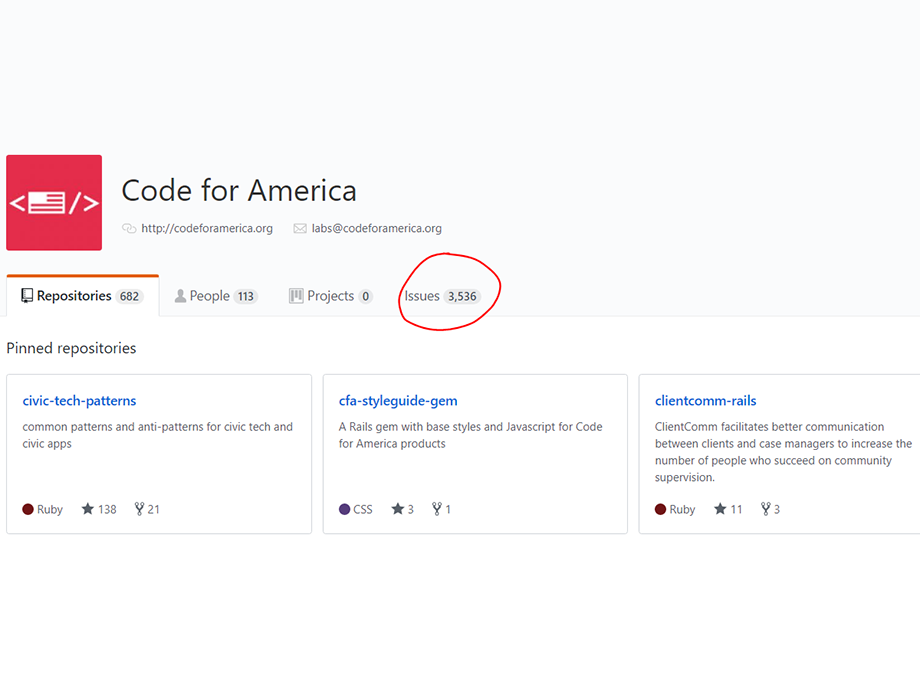 Code for America
http://codeforamerica.org labs@codeforamerica.org
Repositories 682 People 113 Projects 0 Issues 3,536
Pinned repositories
civic-tech-patterns
common patterns and anti-patterns for civic tech and
civic apps
Ruby 138 21
cfa-styleguide-gem
A Rails gem with base styles and Javascript for Code
for America products
CSS 3 1
clientcomm-rails
ClientComm facilitates better communication
between clients and case managers to increase the
number of people who succeed on community
supervision.
Ruby 11 3